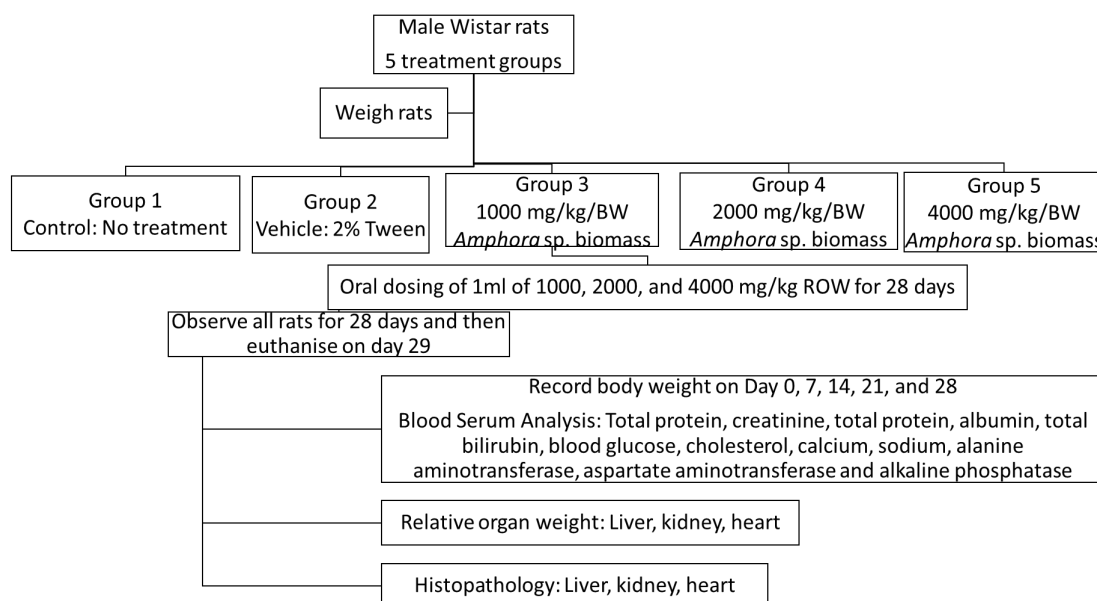 Male Wistar rats
5 treatment groups
Weigh rats
Group 1
Control: No treatment
Group 2
Vehicle: 2% Tween
Group 3
1000 mg/kg/BW
Amphora sp. biomass
Group 4
2000 mg/kg/BW
Amphora sp. biomass
Group 5
4000 mg/kg/BW
Amphora sp. biomass
Oral dosing of 1ml of 1000, 2000, and 4000 mg/kg ROW for 28 days
Observe all rats for 28 days and then
euthanise on day 29
Record body weight on Day 0, 7, 14, 21, and 28
Blood Serum Analysis: Total protein, creatinine, total protein, albumin, total
bilirubin, blood glucose, cholesterol, calcium, sodium, alanine
aminotransferase, aspartate aminotransferase and alkaline phosphatase
Relative organ weight: Liver, kidney, heart
Histopathology: Liver, kidney, heart